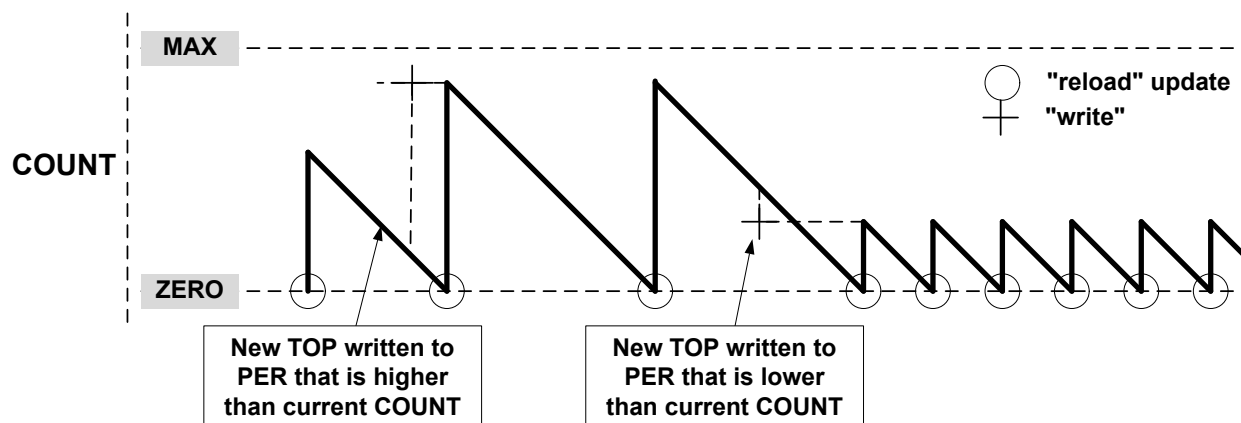 MAX
"reload" update
"write"
COUNT
ZERO
New TOP written to
PER that is higher
than current COUNT
New TOP written to
PER that is lower
than current COUNT